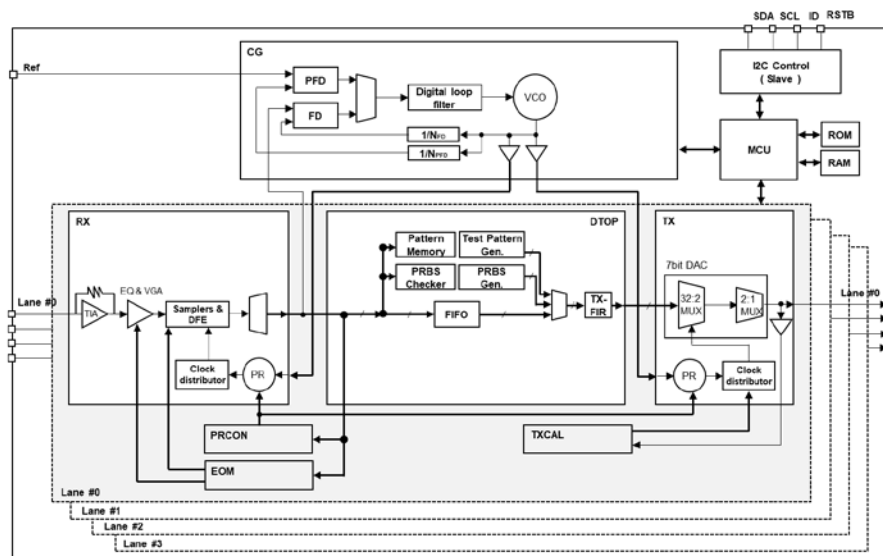 SDA SCL ID RSTB
CG
I2C Control
( Slave )
Ref
PFD
Digital loop
filter
VCO
FD
1/NFD
1/NPFD
MCU
ROM
RAM
RX
DTOP
TX
Pattern
Memory
Test Pattern
Gen.
7bit DAC
PRBS
Checker
PRBS
Gen.
Lane #0
EQ & VGA
TIA
Samplers &
DFE
FIFO
TX-
FIR
32:2
MUX
2:1
MUX
Lane #0
Clock
distributor
PR
PR
Clock
distributor
PRCON
TXCAL
EOM
Lane #0
Lane #1
Lane #2
Lane #3